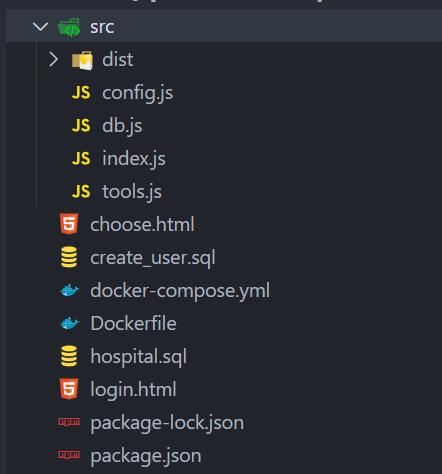 src
dist
JS config.js
JS db.js
JS index.js
JS tools.js
choose.html
create_user.sql
docker-compose.yml
Dockerfile
hospital.sql
login.html
package-lock.json
package.json